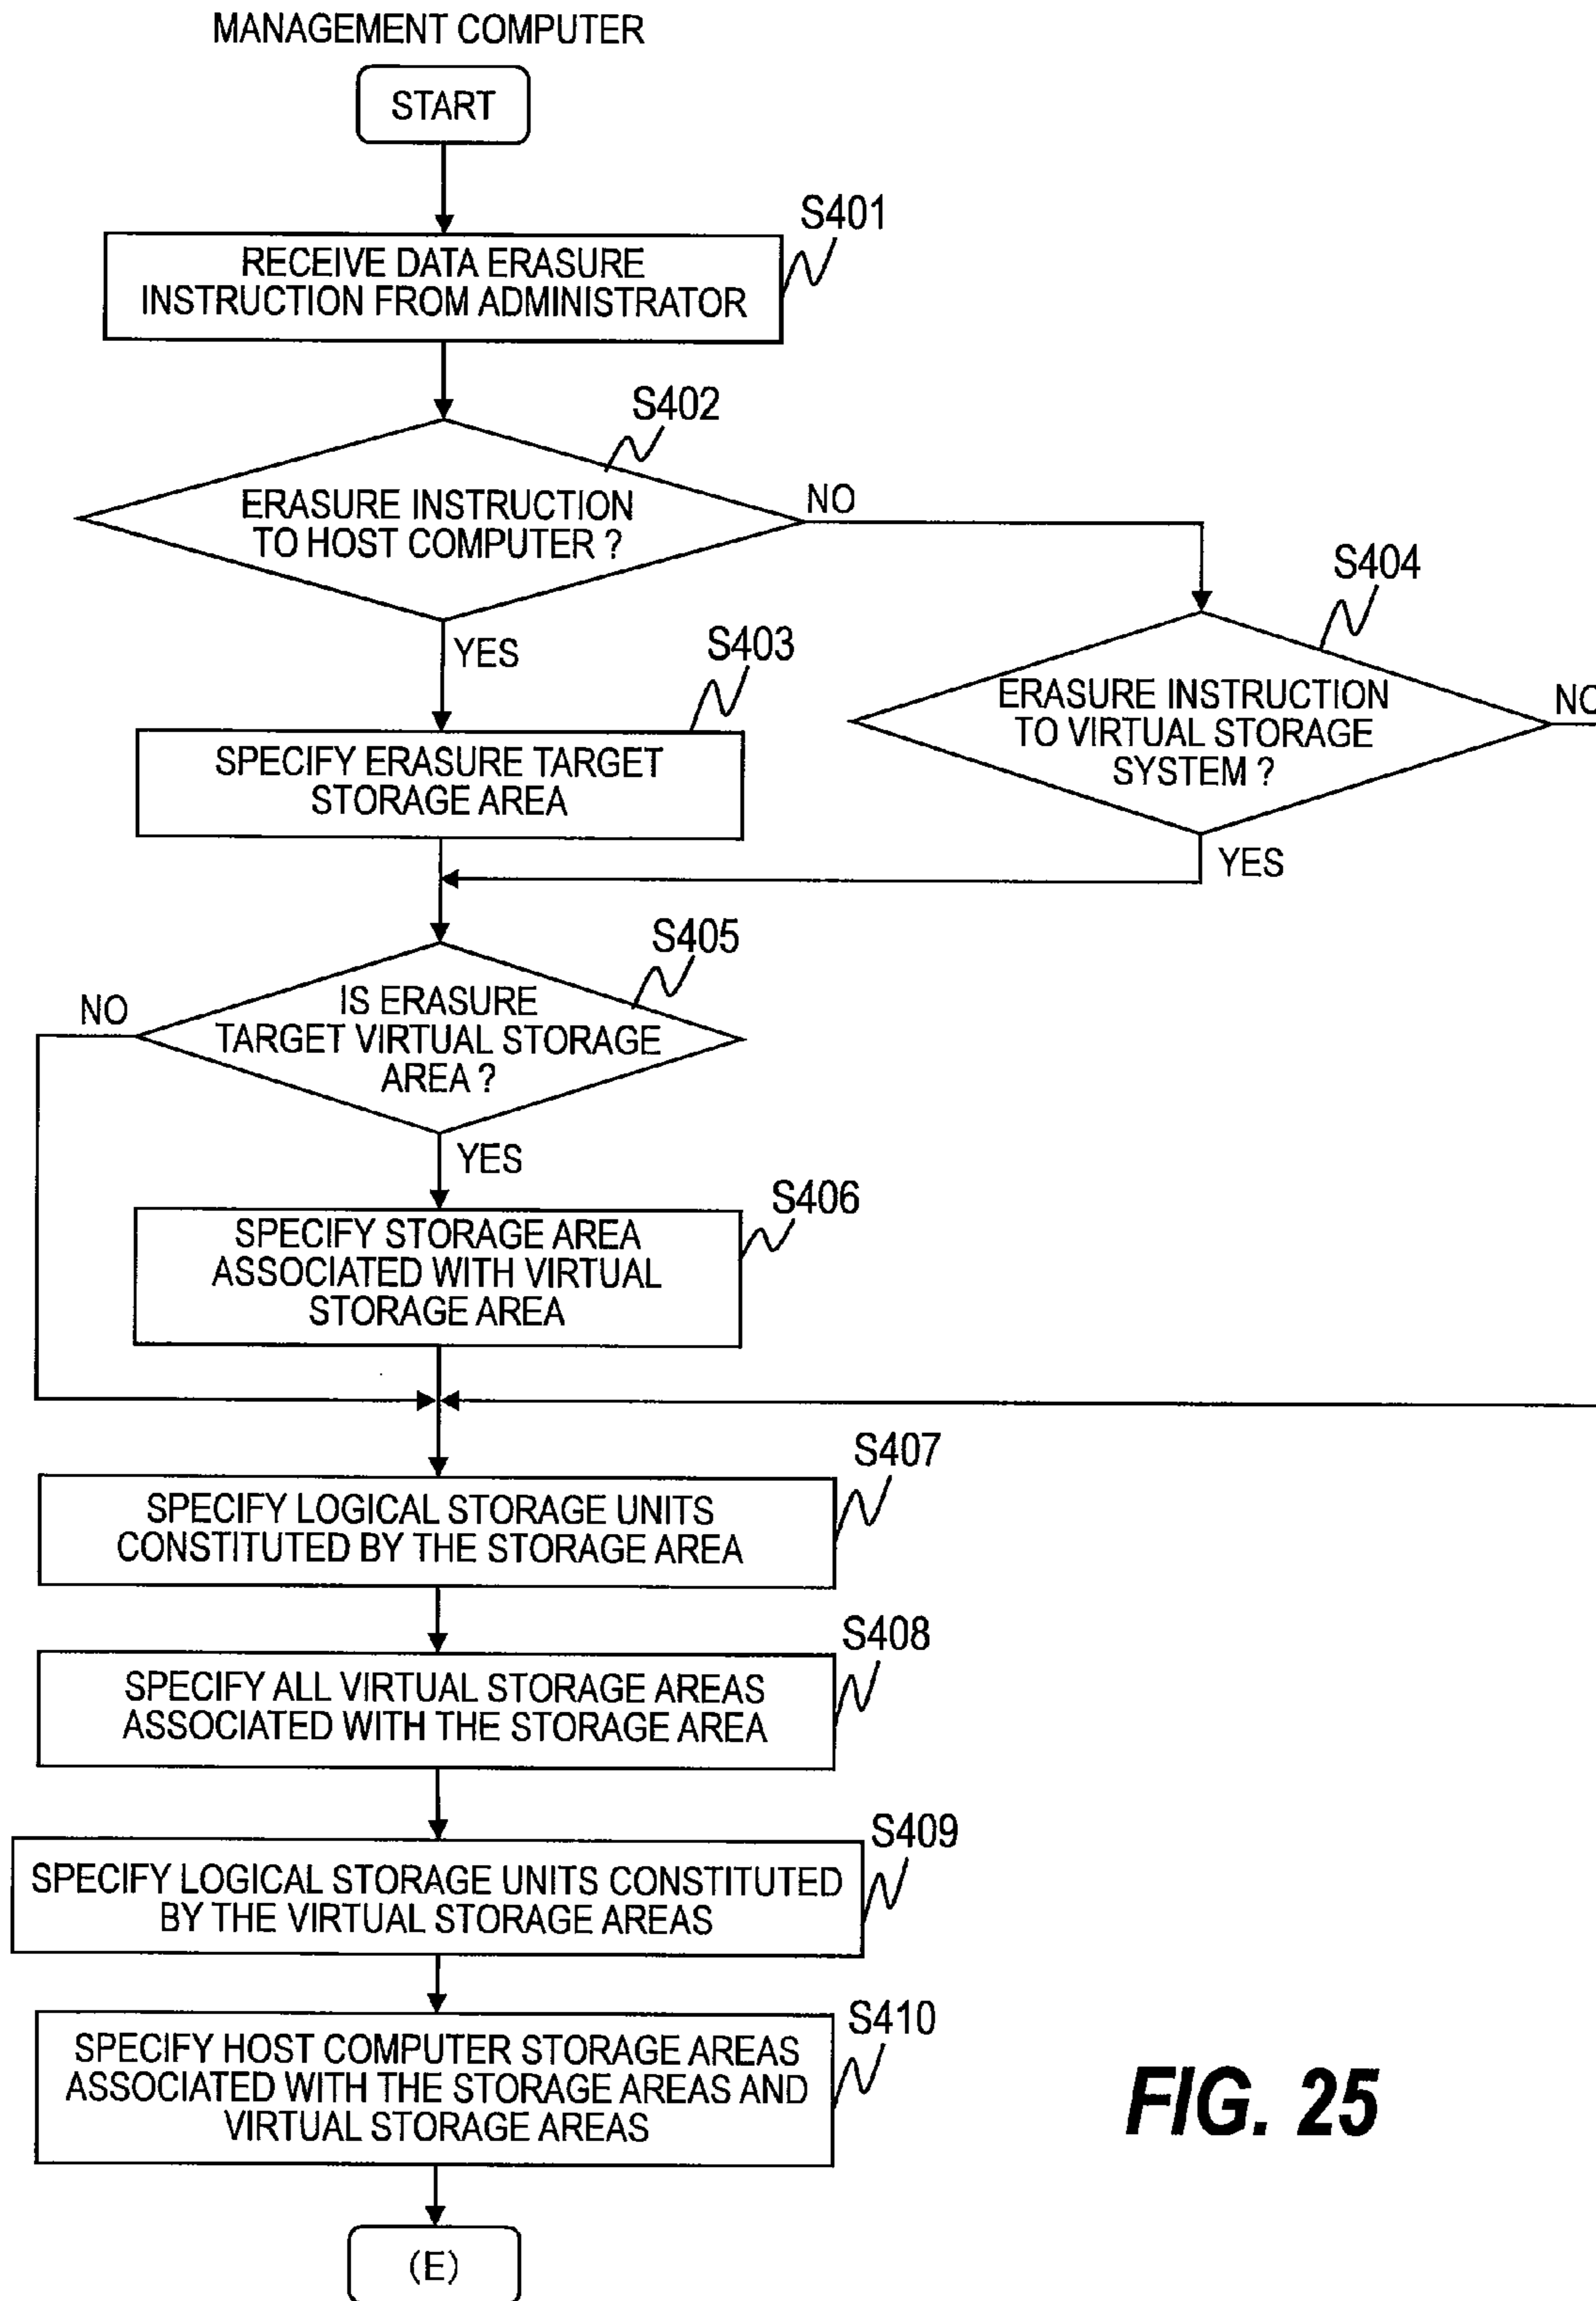 MANAGEMENT COMPUTER
START
S401
RECEIVE DATA ERASURE
INSTRUCTION FROM ADMINISTRATOR
S402
ERASURE INSTRUCTION
TO HOST COMPUTER ?
NO
YES
S403
SPECIFY ERASURE TARGET
STORAGE AREA
S404
ERASURE INSTRUCTION
TO VIRTUAL STORAGE
SYSTEM ?
NO
YES
S405
IS ERASURE
TARGET VIRTUAL STORAGE
AREA ?
NO
YES
S406
SPECIFY STORAGE AREA
ASSOCIATED WITH VIRTUAL
STORAGE AREA
S407
SPECIFY LOGICAL STORAGE UNITS
CONSTITUTED BY THE STORAGE AREA
S408
SPECIFY ALL VIRTUAL STORAGE AREAS
ASSOCIATED WITH THE STORAGE AREA
S409
SPECIFY LOGICAL STORAGE UNITS CONSTITUTED
BY THE VIRTUAL STORAGE AREAS
S410
SPECIFY HOST COMPUTER STORAGE AREAS
ASSOCIATED WITH THE STORAGE AREAS AND
VIRTUAL STORAGE AREAS
(E)
FIG. 25